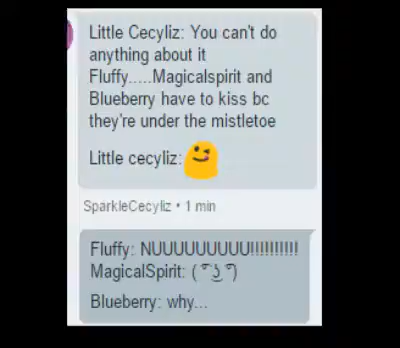 Little Cecyliz: You can't do
anything about it
Fluffy.....Magicalspirit and
Blueberry have to kiss bc
they're under the mistletoe
Little cecyliz: 😜
SparkleCecyliz • 1 min
Fluffy: NUUUUUUUUU!!!!!!!!!!
MagicalSpirit: ( ͡° ͜ʖ ͡°)
Blueberry: why...